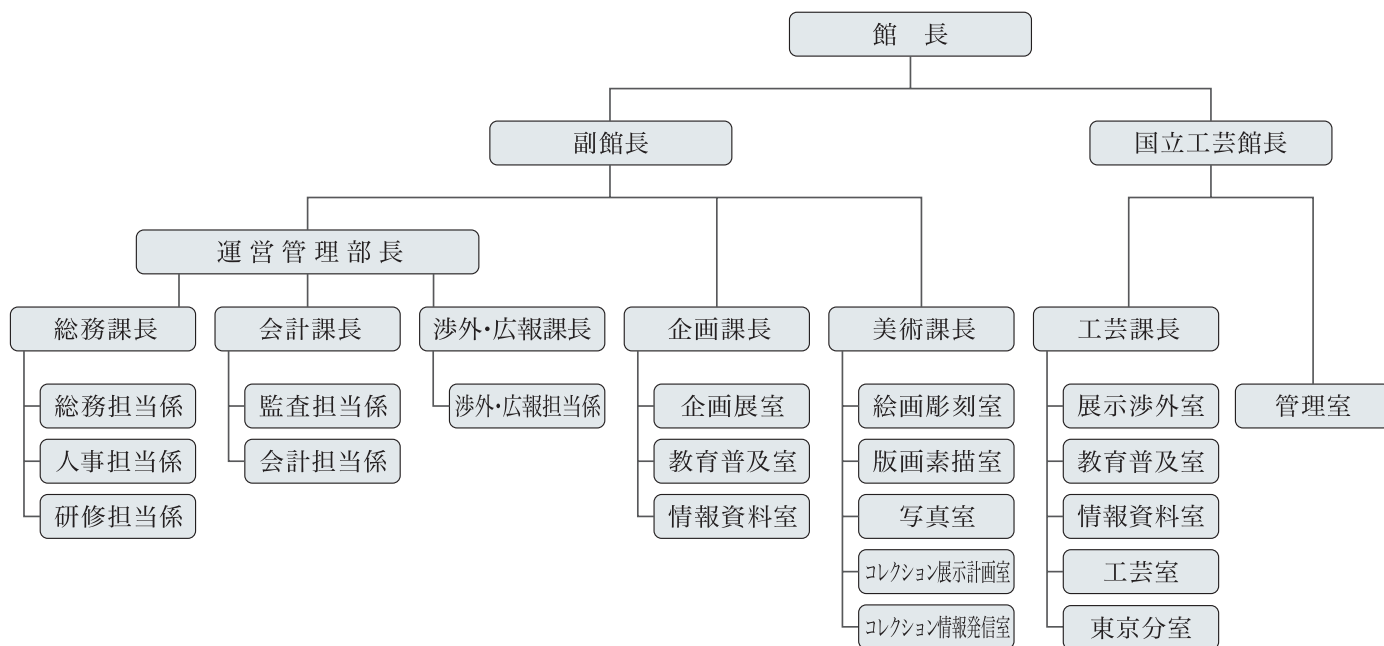 館　長
副館長
国立工芸館長
運営管理部長
総務課長
会計課長
渉外・広報課長
企画課長
美術課長
工芸課長
総務担当係
人事担当係
研修担当係
監査担当係
会計担当係
渉外・広報担当係
企画展室
教育普及室
情報資料室
絵画彫刻室
版画素描室
写真室
コレクション展示計画室
コレクション情報発信室
展示渉外室
教育普及室
情報資料室
工芸室
東京分室
管理室